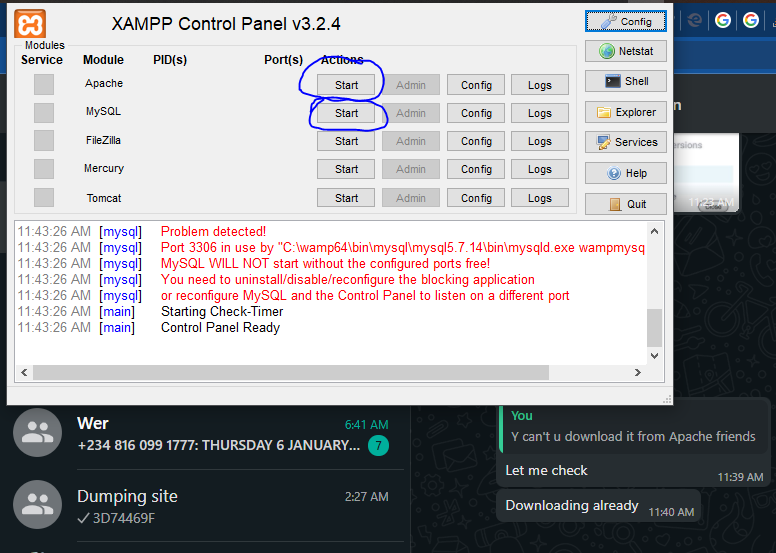 XAMPP Control Panel v3.2.4
Config
Modules
Service Module PID(s) Port(s) Actions
Netstat
Apache Start Admin Config Logs
Shell
MySQL Start Admin Config Logs
Explorer
FileZilla Start Admin Config Logs
Services
Mercury Start Admin Config Logs
Help
Tomcat Start Admin Config Logs
Quit
n
ersions
Close
11:23 AM
11:43:26 AM [mysql] Problem detected!
11:43:26 AM [mysql] Port 3306 in use by "C:\wamp64\bin\mysql\mysql5.7.14\bin\mysqld.exe wampmysq
11:43:26 AM [mysql] MySQL WILL NOT start without the configured ports free!
11:43:26 AM [mysql] You need to uninstall/disable/reconfigure the blocking application
11:43:26 AM [mysql] or reconfigure MySQL and the Control Panel to listen on a different port
11:43:26 AM [main] Starting Check-Timer
11:43:26 AM [main] Control Panel Ready
Wer 6:41 AM
+234 816 099 1777: THURSDAY 6 JANUARY... 7
Dumping site 2:27 AM
3D74469F
You
Y can't u download it from Apache friends
Let me check
11:39 AM
Downloading already 11:40 AM